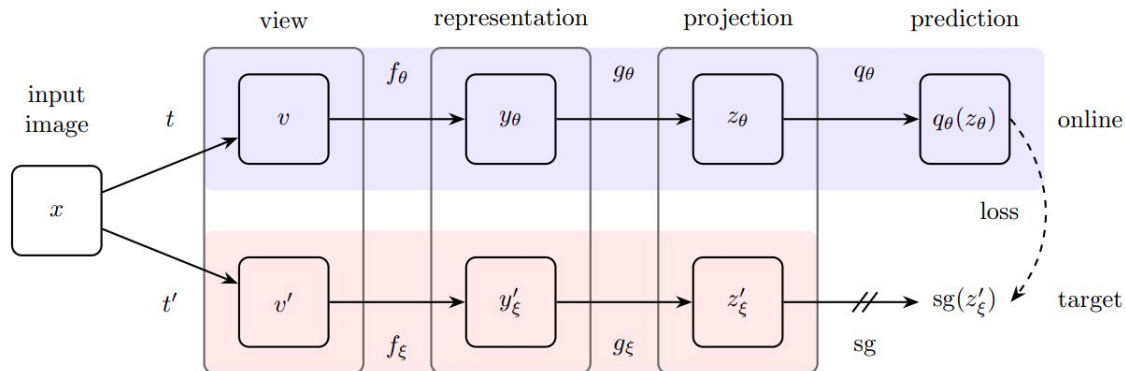 view representation projection prediction
input
image
t f_θ g_θ q_θ
v y_θ z_θ q_θ(z_θ) online
x
loss
t′ v′ y′_ξ z′_ξ sg(z′_ξ) target
f_ξ g_ξ sg